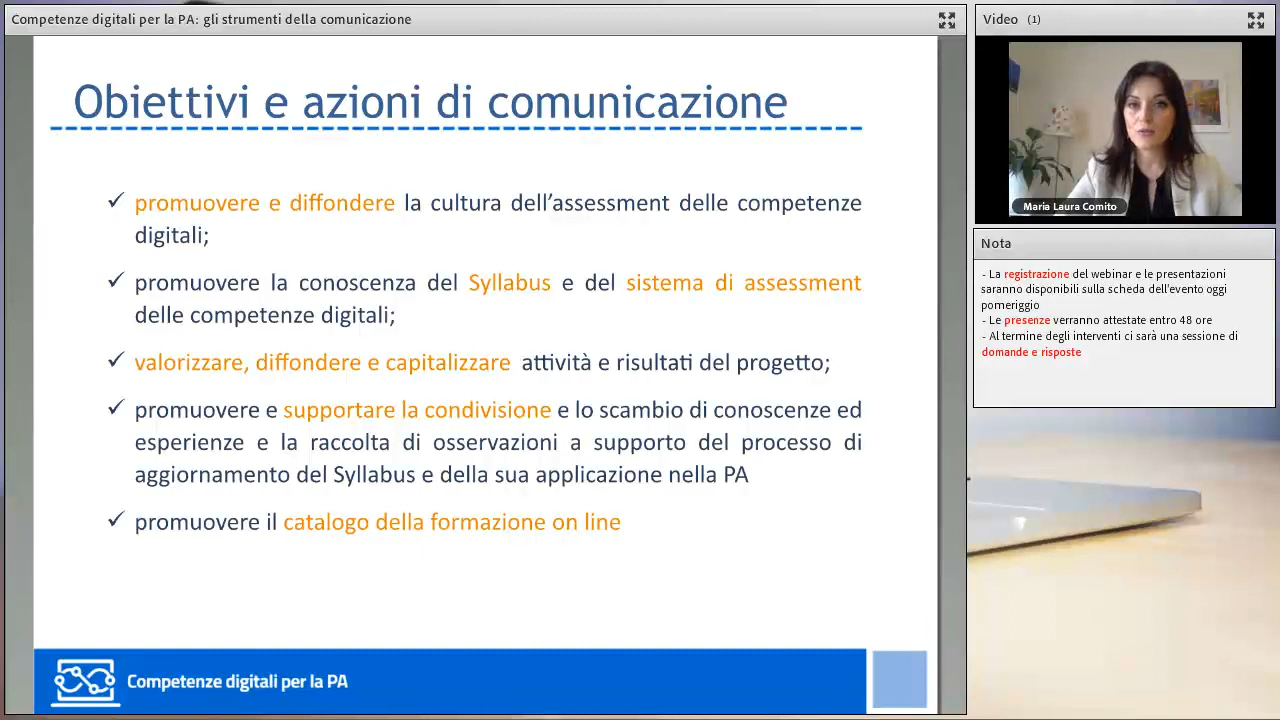 Competenze digitali per la PA: gli strumenti della comunicazione
Obiettivi e azioni di comunicazione
✓ promuovere e diffondere la cultura dell’assessment delle competenze
digitali;
✓ promuovere la conoscenza del Syllabus e del sistema di assessment
delle competenze digitali;
✓ valorizzare, diffondere e capitalizzare attività e risultati del progetto;
✓ promuovere e supportare la condivisione e lo scambio di conoscenze ed
esperienze e la raccolta di osservazioni a supporto del processo di
aggiornamento del Syllabus e della sua applicazione nella PA
✓ promuovere il catalogo della formazione on line
Competenze digitali per la PA
Video (1)
Maria Laura Comito
Nota
- La registrazione del webinar e le presentazioni
saranno disponibili sulla scheda dell'evento oggi
pomeriggio
- Le presenze verranno attestate entro 48 ore
- Al termine degli interventi ci sarà una sessione di
domande e risposte